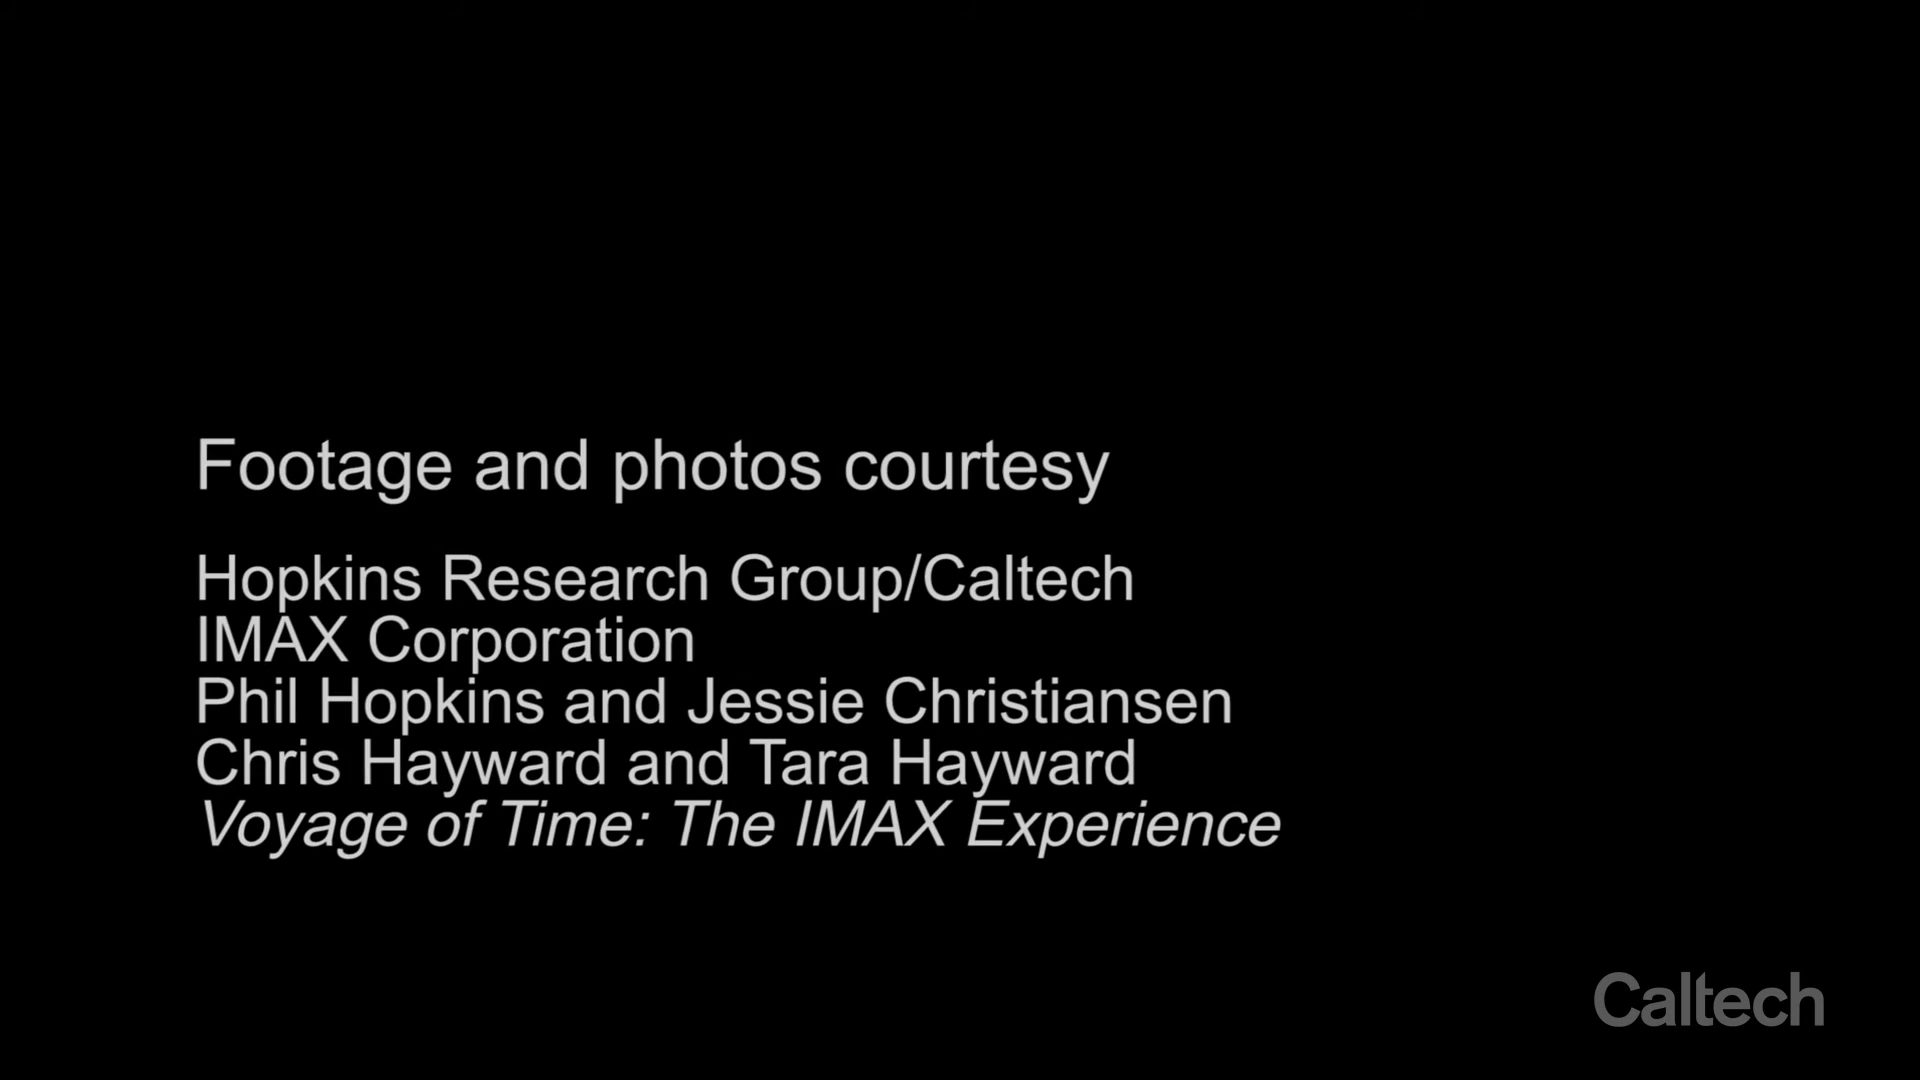 Footage and photos courtesy
Hopkins Research Group/Caltech
IMAX Corporation
Phil Hopkins and Jessie Christiansen
Chris Hayward and Tara Hayward
Voyage of Time: The IMAX Experience
Caltech